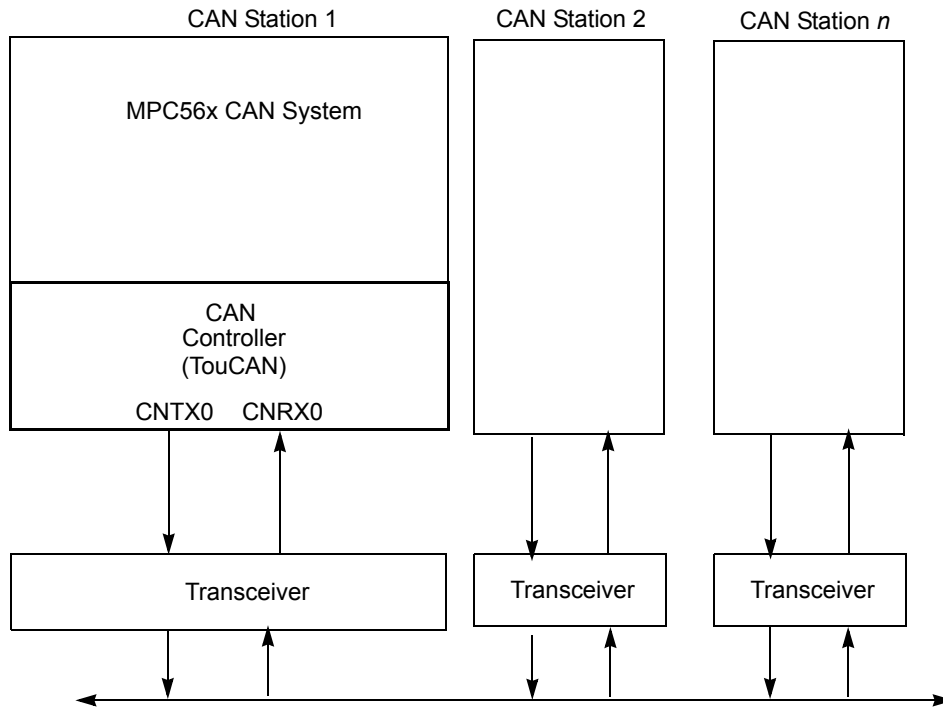 CAN Station 1
CAN Station 2
CAN Station n
MPC56x CAN System
CAN
Controller
(TouCAN)
CNTX0 CNRX0
Transceiver
Transceiver
Transceiver